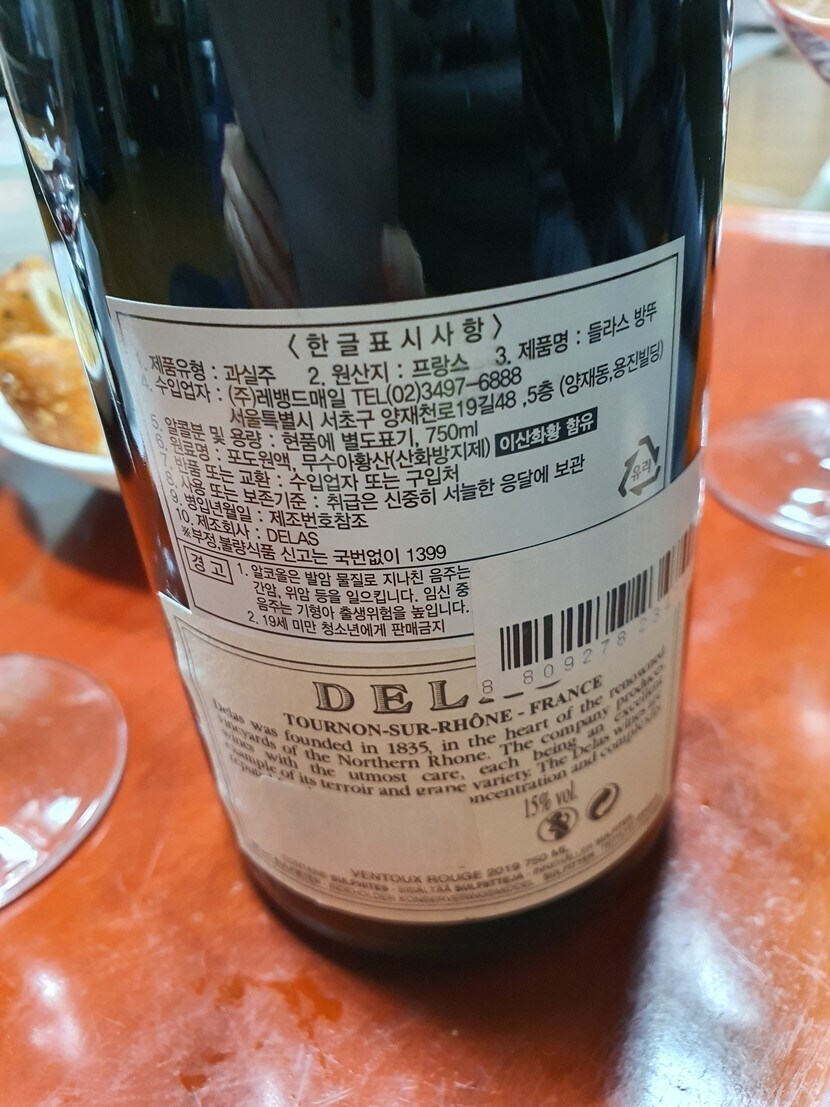 〈한글표시사항〉
1. 제품유형 : 과실주 2. 원산지 : 프랑스 3. 제품명 : 들라스 방뚜
4. 수입업자 : (주)레뱅드매일 TEL(02)3497-6888
서울특별시 서초구 양재천로19길48 ,5층 (양재동,용진빌딩)
5. 알콜분 및 용량 : 현품에 별도표기, 750ml
6. 원료명 : 포도원액, 무수아황산(산화방지제) 이산화황 함유
7. 반품 또는 교환 : 수입업자 또는 구입처
8. 사용 또는 보존기준 : 취급은 신중히 서늘한 응달에 보관
9. 병입년월일 : 제조번호참조
10. 제조회사 : DELAS
※부정,불량식품 신고는 국번없이 1399
유리
경고
1. 알코올은 발암 물질로 지나친 음주는
간암, 위암 등을 일으킵니다. 임신 중
음주는 기형아 출생위험을 높입니다.
2. 19세 미만 청소년에게 판매금지
8 809278
DEL
TOURNON-SUR-RHÔNE - FRANCE
Delas was founded in 1835, in the heart of the renowned
vineyards of the Northern Rhone. The company produces
wines with the utmost care, each being an excellent
example of its terroir and grape variety. The Delas wines are
concentration and complexity.
15% vol.
VENTOUX ROUGE 2019 750 ML
CONTAINS SULPHITES - SISÄLTÄÄ SULFIITTEJA
INDEHOLDER KONSERVERINGSMIDDEL SULFITTER